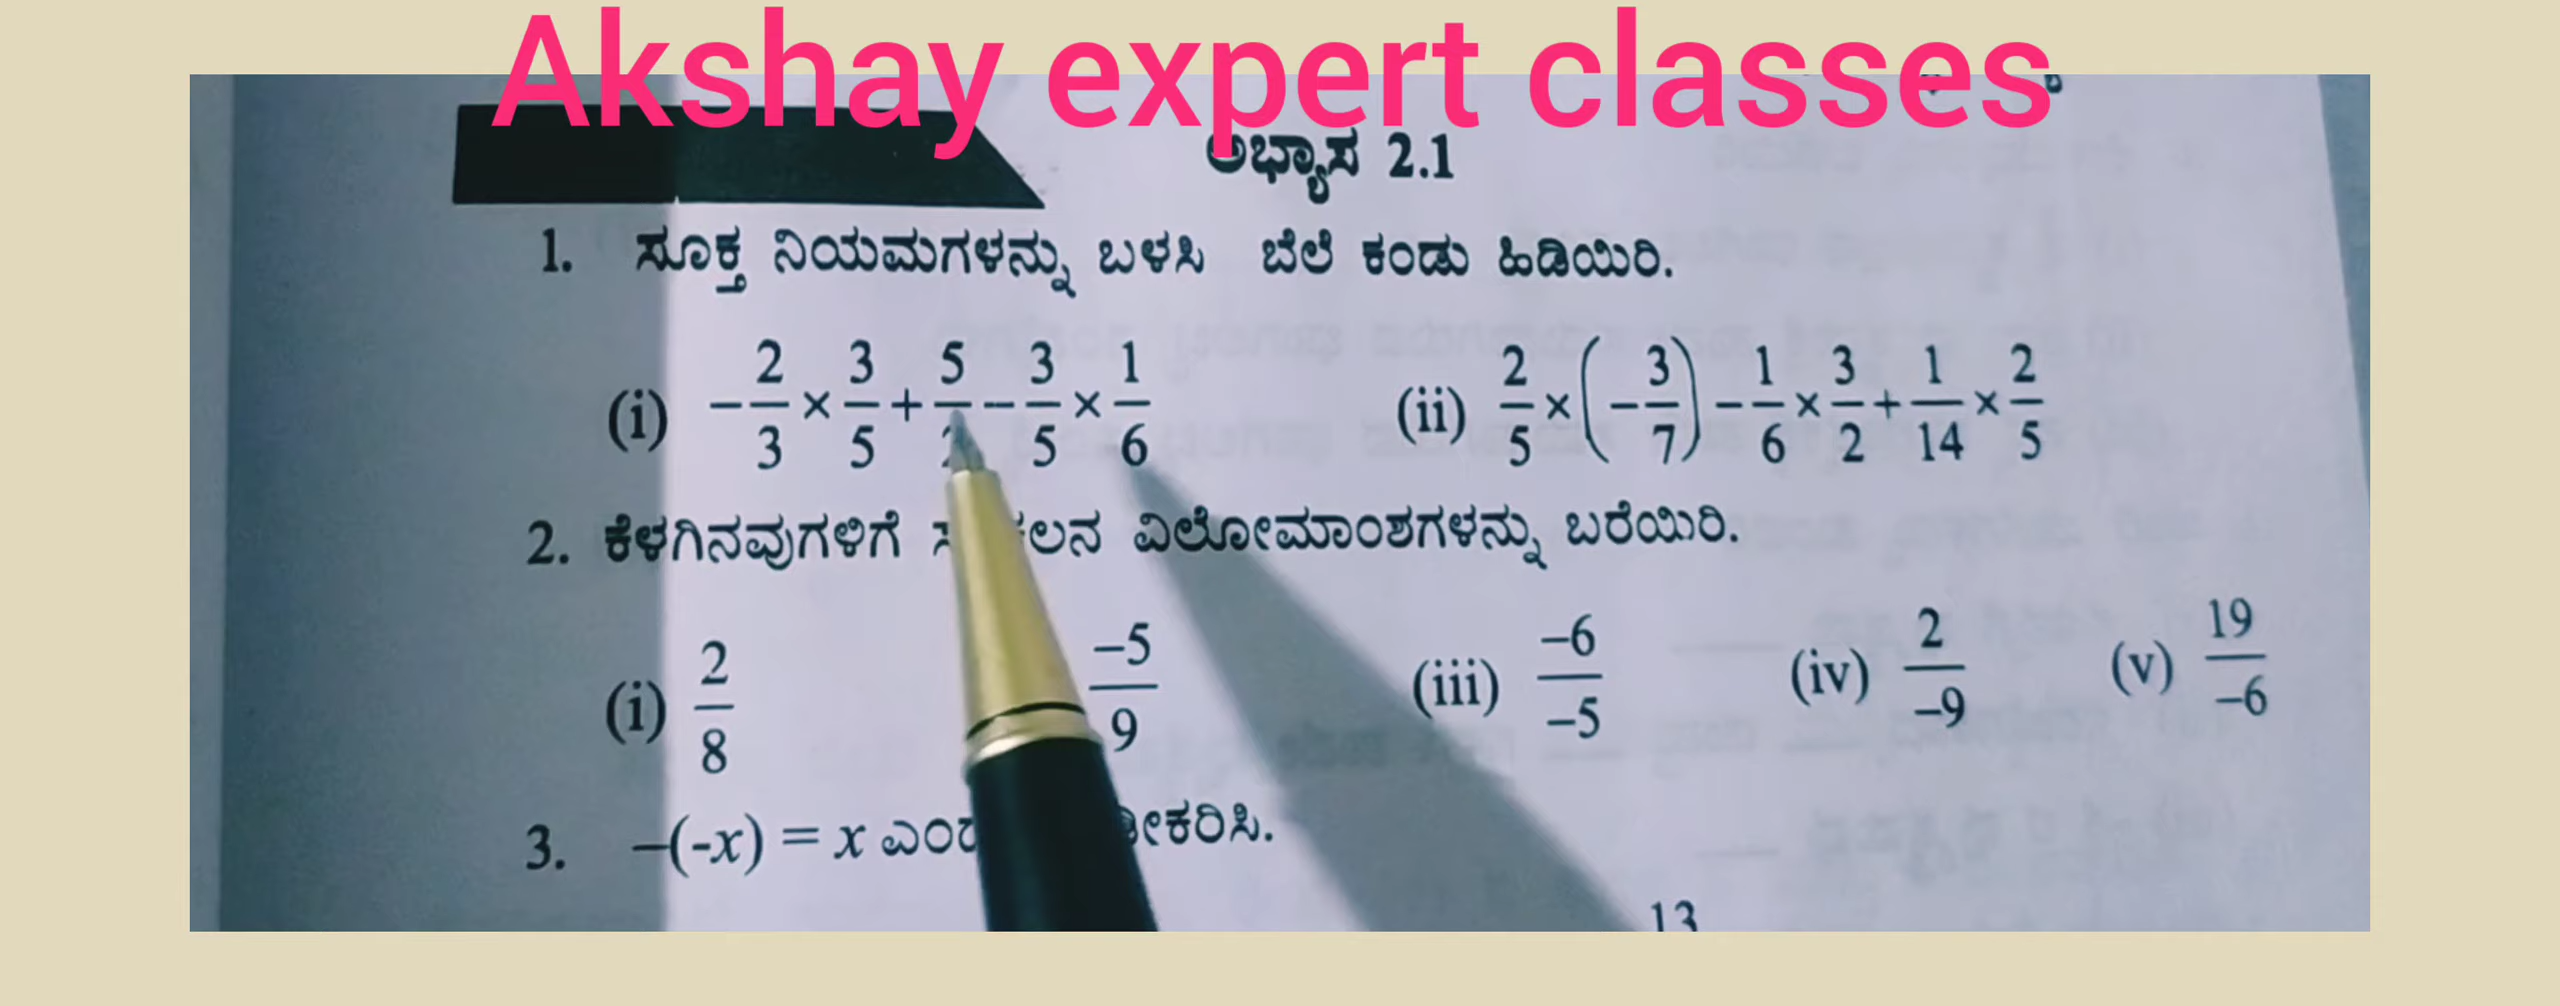 Akshay expert classes
ಅಭ್ಯಾಸ 2.1
1. ಸೂಕ್ತ ನಿಯಮಗಳನ್ನು ಬಳಸಿ ಬೆಲೆ ಕಂಡು ಹಿಡಿಯಿರಿ.
(i) -2/3 × 3/5 + 5/ - 3/5 × 1/6 (ii) 2/5 × (-3/7) - 1/6 × 3/2 + 1/14 × 2/5
2. ಕೆಳಗಿನವುಗಳಿಗೆ ವಿಲೋಮಾಂಶಗಳನ್ನು ಬರೆಯಿರಿ.
(i) 2/8 -5/9 (iii) -6/-5 (iv) 2/-9 (v) 19/-6
3. -(-x) = x
13